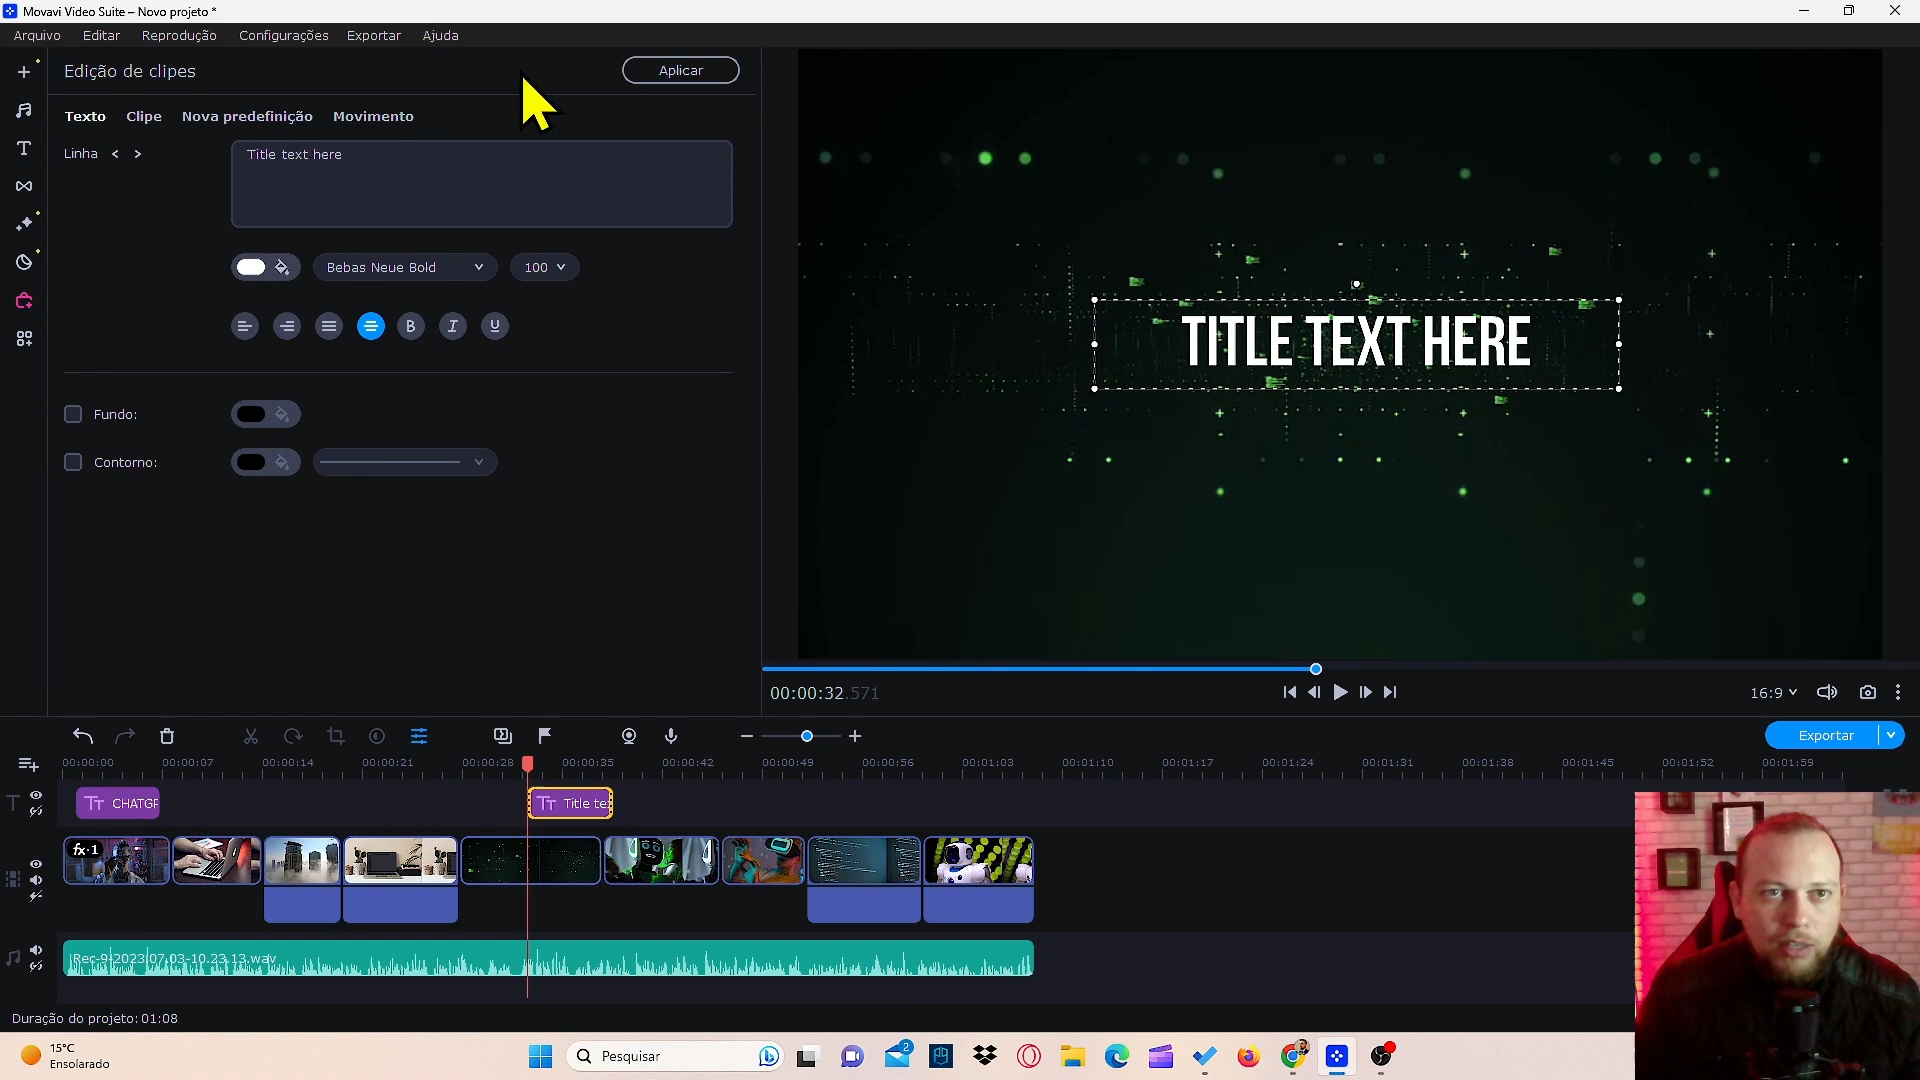 Movavi Video Suite – Novo projeto *
Arquivo Editar Reprodução Configurações Exportar Ajuda
Edição de clipes
Aplicar
Texto Clipe Nova predefinição Movimento
Linha < >
Title text here
Bebas Neue Bold
100
B I U
Fundo:
Contorno:
TITLE TEXT HERE
00:00:32.571
16:9
Exportar
00:00:00 00:00:07 00:00:14 00:00:21 00:00:28 00:00:35 00:00:42 00:00:49 00:00:56 00:01:03 00:01:10 00:01:17 00:01:24 00:01:31 00:01:38 00:01:45 00:01:52 00:01:59
CHATGP
Title te
fx·1
Rec-9-2023.07.03-10.23.13.wav
Duração do projeto: 01:08
15°C
Ensolarado
Pesquisar
2